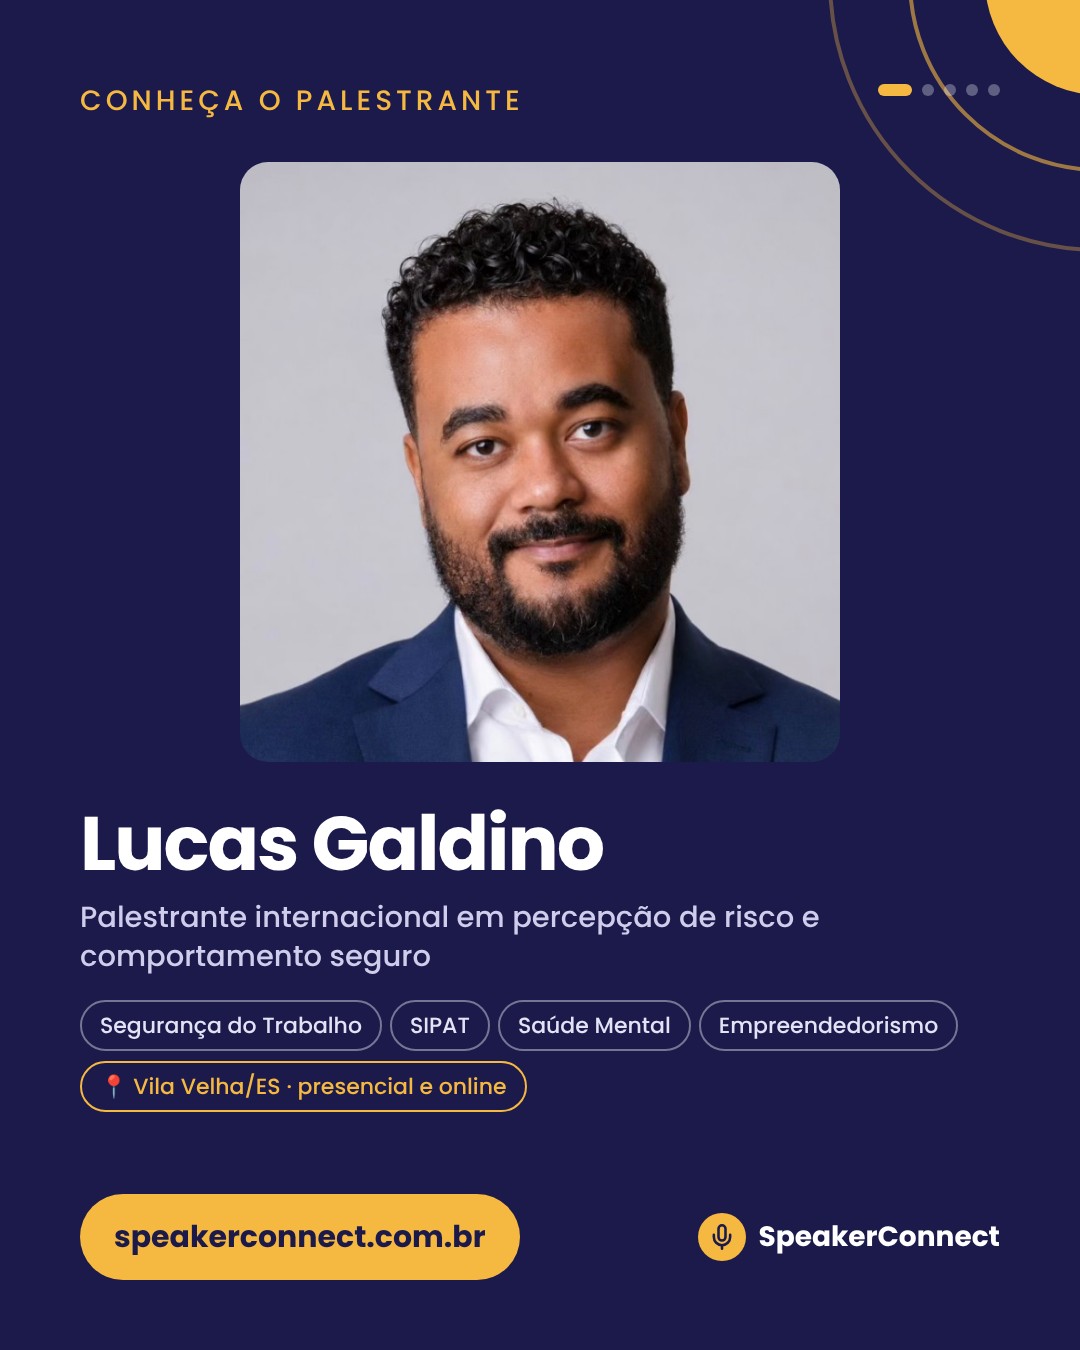 CONHEÇA O PALESTRANTE
Lucas Galdino
Palestrante internacional em percepção de risco e
comportamento seguro
Segurança do Trabalho SIPAT Saúde Mental Empreendedorismo
📍 Vila Velha/ES · presencial e online
speakerconnect.com.br SpeakerConnect